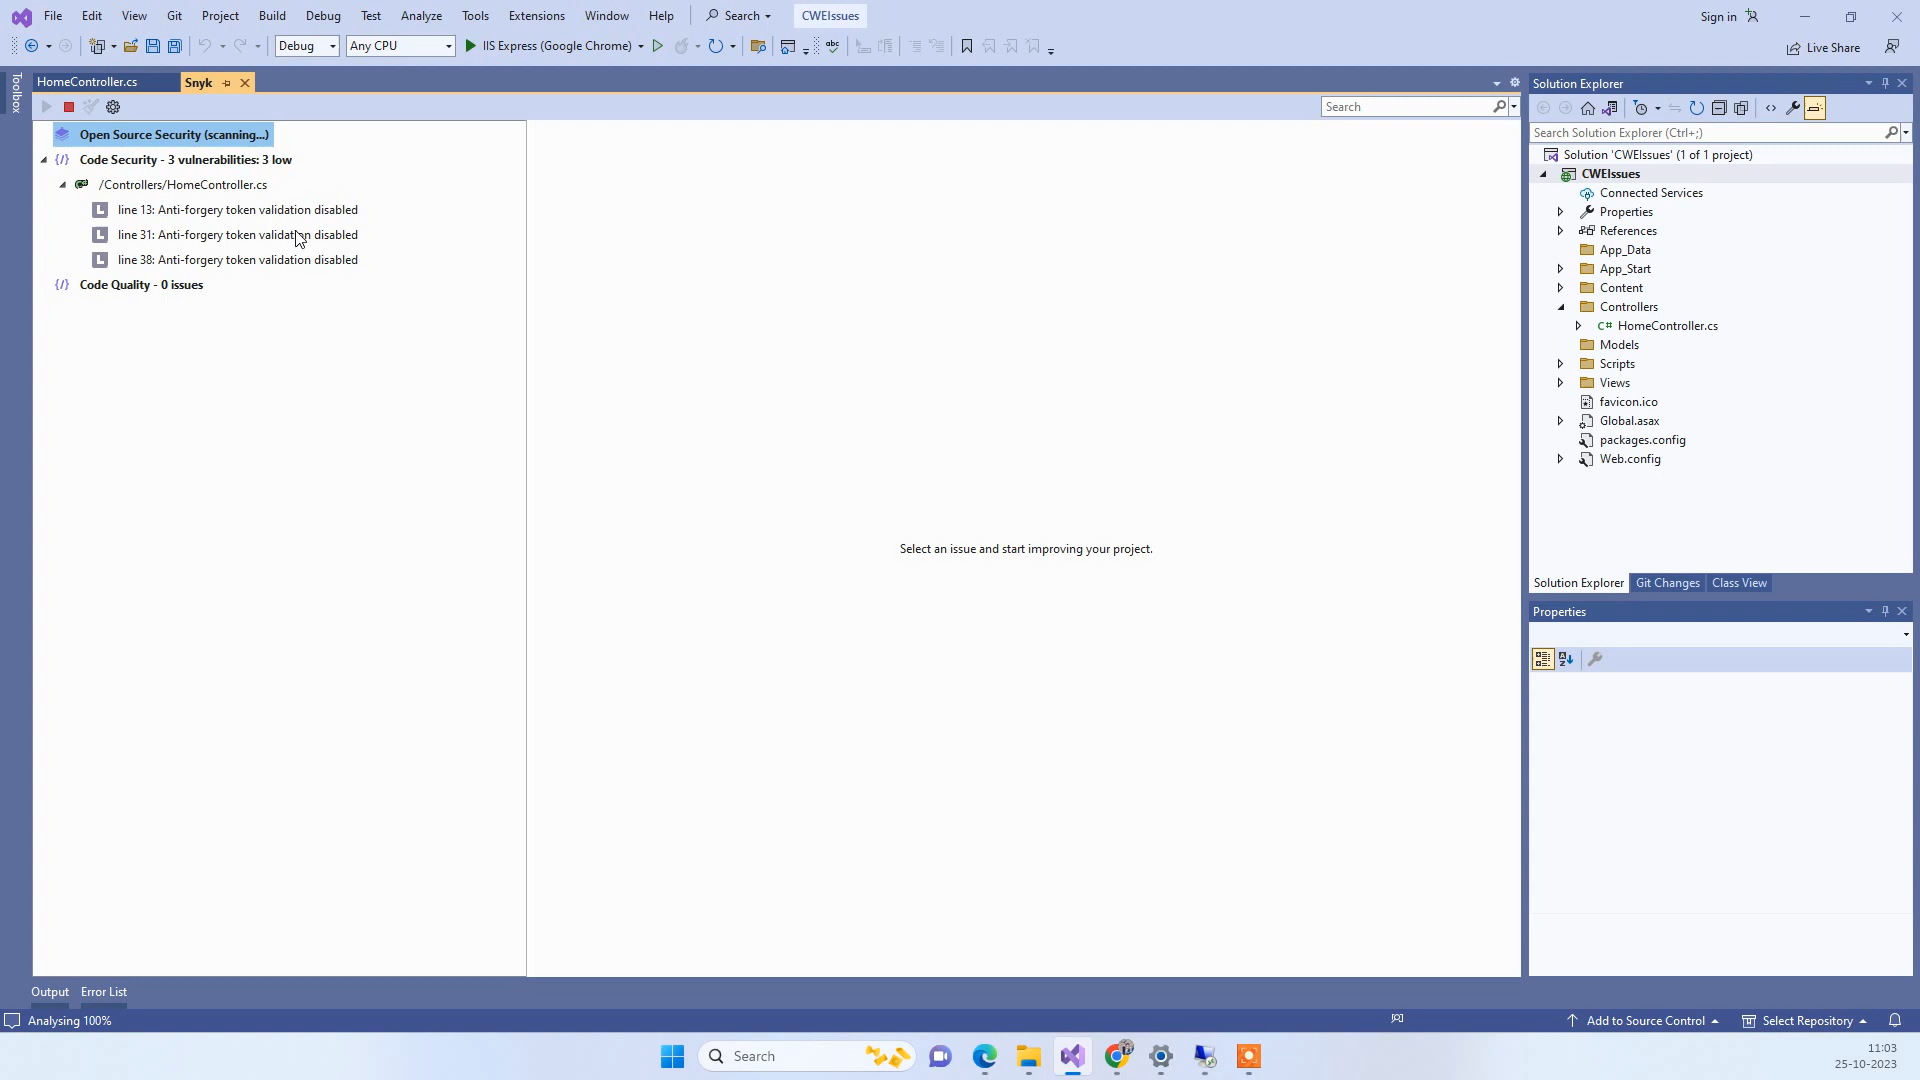 File Edit View Git Project Build Debug Test Analyze Tools Extensions Window Help Search CWEIssues Sign in
Debug Any CPU IIS Express (Google Chrome) Live Share
Toolbox
HomeController.cs Snyk
Search
Open Source Security (scanning...)
Code Security - 3 vulnerabilities: 3 low
/Controllers/HomeController.cs
L line 13: Anti-forgery token validation disabled
L line 31: Anti-forgery token validation disabled
L line 38: Anti-forgery token validation disabled
Code Quality - 0 issues
Select an issue and start improving your project.
Solution Explorer
Search Solution Explorer (Ctrl+;)
Solution 'CWEIssues' (1 of 1 project)
CWEIssues
Connected Services
Properties
References
App_Data
App_Start
Content
Controllers
C# HomeController.cs
Models
Scripts
Views
favicon.ico
Global.asax
packages.config
Web.config
Solution Explorer Git Changes Class View
Properties
Output Error List
Analysing 100% Add to Source Control Select Repository
Search
11:03
25-10-2023